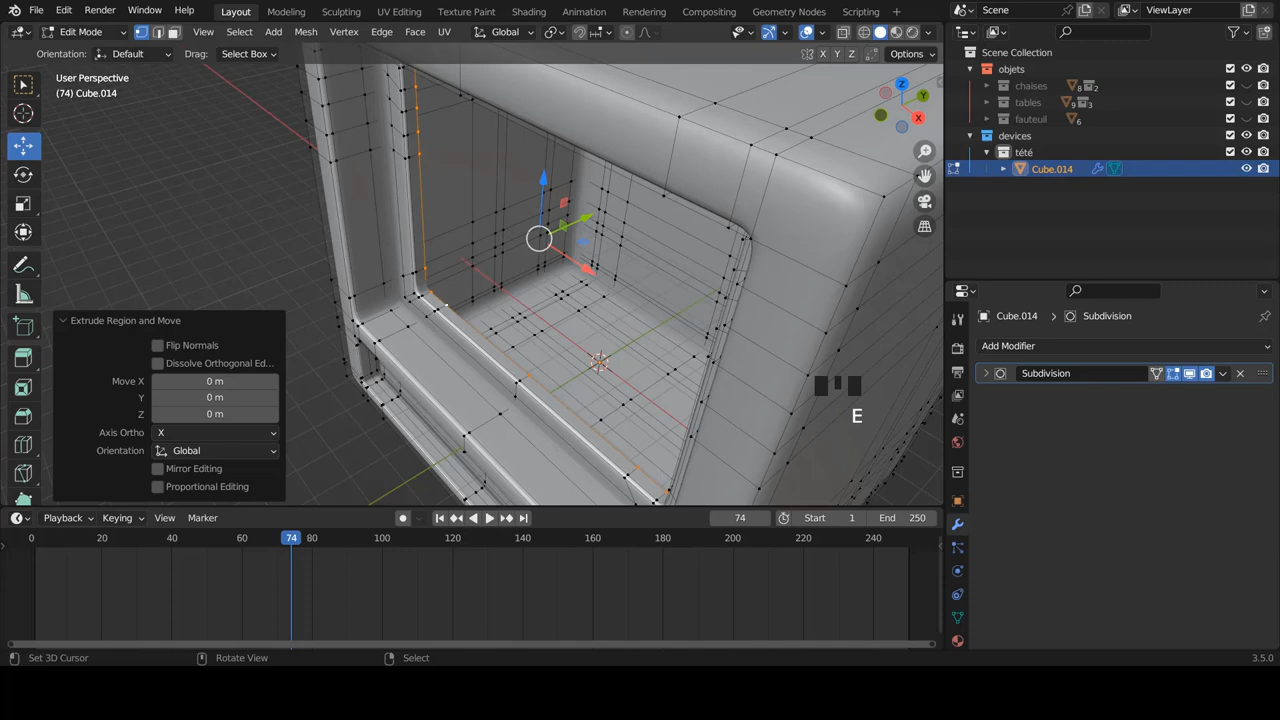 File Edit Render Window Help Layout Modeling Sculpting UV Editing Texture Paint Shading Animation Rendering Compositing Geometry Nodes Scripting + Scene ViewLayer
Edit Mode View Select Add Mesh Vertex Edge Face UV Global
Orientation: Default Drag: Select Box X Y Z Options
User Perspective
(74) Cube.014
Z
Y
X
Scene Collection
objets
chaises 8 2
tables 9 3
fauteuil 6
devices
tété
Cube.014
Extrude Region and Move
Flip Normals
Dissolve Orthogonal Ed...
Move X 0 m
Y 0 m
Z 0 m
Axis Ortho X
Orientation Global
Mirror Editing
Proportional Editing
E
Cube.014 > Subdivision
Add Modifier
Subdivision
Playback Keying View Marker 74 Start 1 End 250
0 20 40 60 74 80 100 120 140 160 180 200 220 240
Set 3D Cursor Rotate View Select 3.5.0